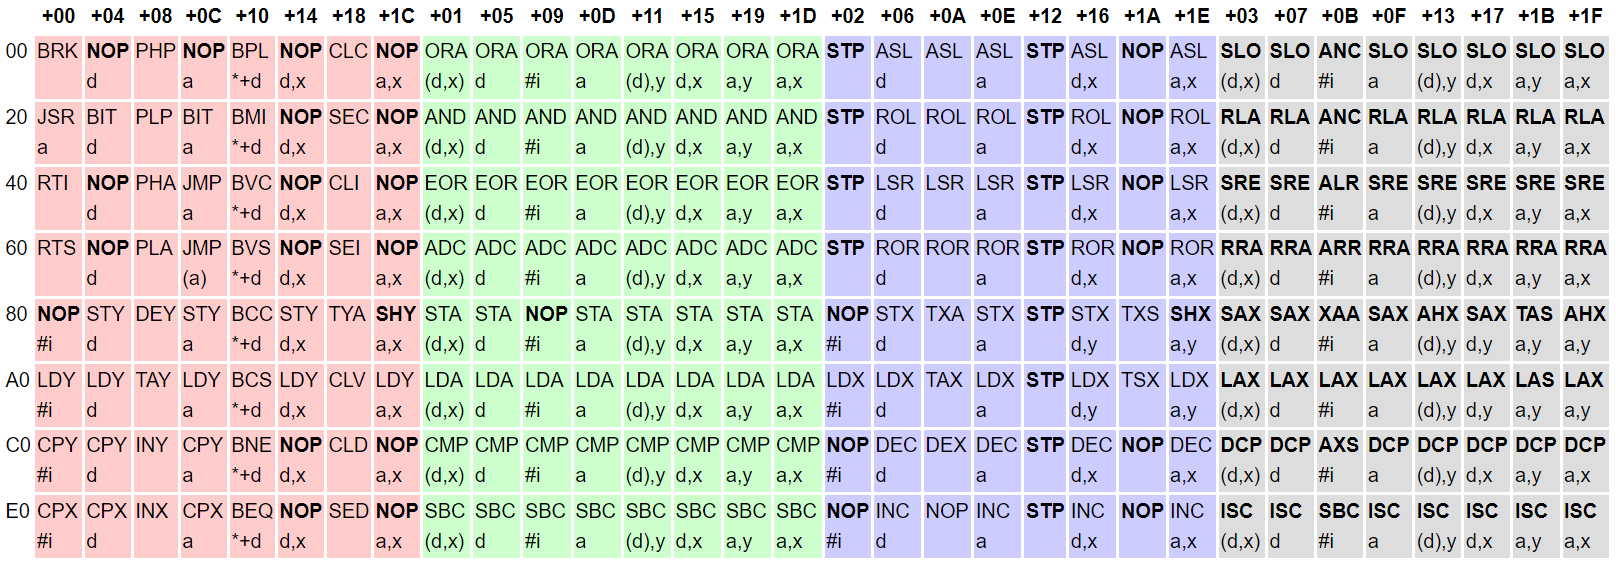 +00 +04 +08 +0C +10 +14 +18 +1C +01 +05 +09 +0D +11 +15 +19 +1D +02 +06 +0A +0E +12 +16 +1A +1E +03 +07 +0B +0F +13 +17 +1B +1F
00 BRK NOP PHP NOP BPL NOP CLC NOP ORA ORA ORA ORA ORA ORA ORA ORA STP ASL ASL ASL STP ASL NOP ASL SLO SLO ANC SLO SLO SLO SLO SLO
d a *+d d,x a,x (d,x) d #i a (d),y d,x a,y a,x d a d,x a,x (d,x) d #i a (d),y d,x a,y a,x
20 JSR BIT PLP BIT BMI NOP SEC NOP AND AND AND AND AND AND AND AND STP ROL ROL ROL STP ROL NOP ROL RLA RLA ANC RLA RLA RLA RLA RLA
a d a *+d d,x a,x (d,x) d #i a (d),y d,x a,y a,x d a d,x a,x (d,x) d #i a (d),y d,x a,y a,x
40 RTI NOP PHA JMP BVC NOP CLI NOP EOR EOR EOR EOR EOR EOR EOR EOR STP LSR LSR LSR STP LSR NOP LSR SRE SRE ALR SRE SRE SRE SRE SRE
d a *+d d,x a,x (d,x) d #i a (d),y d,x a,y a,x d a d,x a,x (d,x) d #i a (d),y d,x a,y a,x
60 RTS NOP PLA JMP BVS NOP SEI NOP ADC ADC ADC ADC ADC ADC ADC ADC STP ROR ROR ROR STP ROR NOP ROR RRA RRA ARR RRA RRA RRA RRA RRA
d (a) *+d d,x a,x (d,x) d #i a (d),y d,x a,y a,x d a d,x a,x (d,x) d #i a (d),y d,x a,y a,x
80 NOP STY DEY STY BCC STY TYA SHY STA STA NOP STA STA STA STA STA NOP STX TXA STX STP STX TXS SHX SAX SAX XAA SAX AHX SAX TAS AHX
#i d a *+d d,x a,x (d,x) d #i a (d),y d,x a,y a,x #i d a d,y a,y (d,x) d #i a (d),y d,y a,y a,y
A0 LDY LDY TAY LDY BCS LDY CLV LDY LDA LDA LDA LDA LDA LDA LDA LDA LDX LDX TAX LDX STP LDX TSX LDX LAX LAX LAX LAX LAX LAX LAS LAX
#i d a *+d d,x a,x (d,x) d #i a (d),y d,x a,y a,x #i d a d,y a,y (d,x) d #i a (d),y d,y a,y a,y
C0 CPY CPY INY CPY BNE NOP CLD NOP CMP CMP CMP CMP CMP CMP CMP CMP NOP DEC DEX DEC STP DEC NOP DEC DCP DCP AXS DCP DCP DCP DCP DCP
#i d a *+d d,x a,x (d,x) d #i a (d),y d,x a,y a,x #i d a d,x a,x (d,x) d #i a (d),y d,x a,y a,x
E0 CPX CPX INX CPX BEQ NOP SED NOP SBC SBC SBC SBC SBC SBC SBC SBC NOP INC NOP INC STP INC NOP INC ISC ISC SBC ISC ISC ISC ISC ISC
#i d a *+d d,x a,x (d,x) d #i a (d),y d,x a,y a,x #i d a d,x a,x (d,x) d #i a (d),y d,x a,y a,x